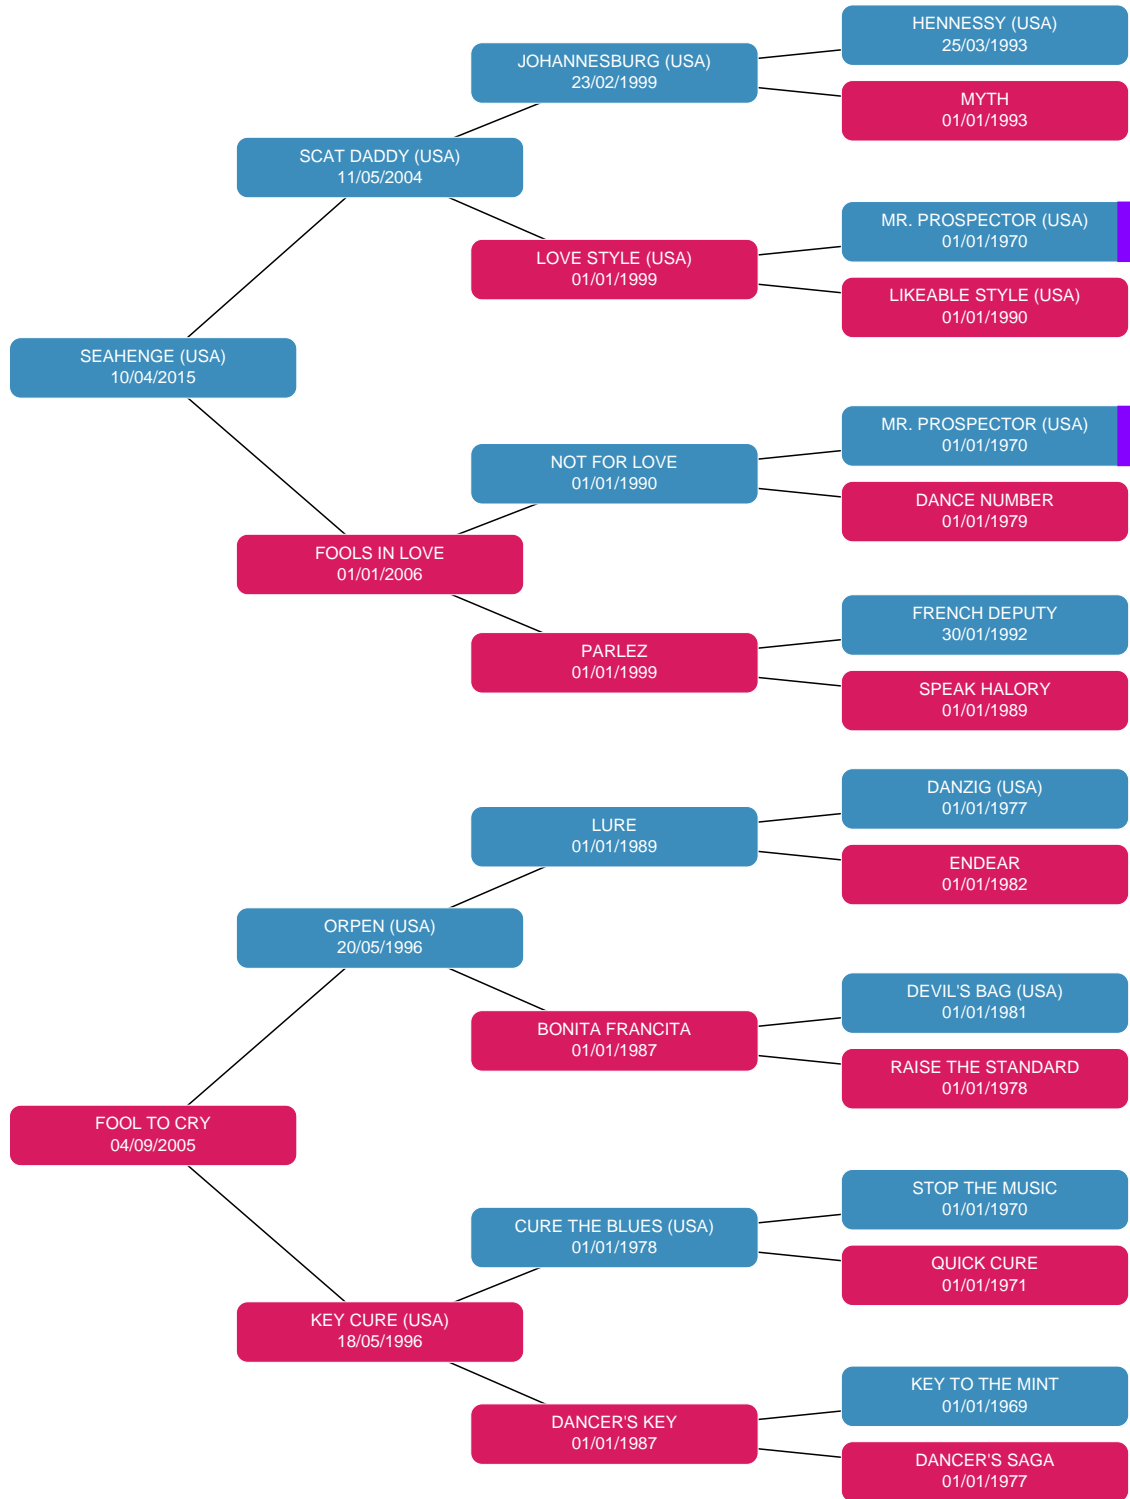 HENNESSY (USA)
25/03/1993
JOHANNESBURG (USA)
23/02/1999
MYTH
01/01/1993
SCAT DADDY (USA)
11/05/2004
MR. PROSPECTOR (USA)
01/01/1970
LOVE STYLE (USA)
01/01/1999
LIKEABLE STYLE (USA)
01/01/1990
SEAHENGE (USA)
10/04/2015
MR. PROSPECTOR (USA)
01/01/1970
NOT FOR LOVE
01/01/1990
DANCE NUMBER
01/01/1979
FOOLS IN LOVE
01/01/2006
FRENCH DEPUTY
30/01/1992
PARLEZ
01/01/1999
SPEAK HALORY
01/01/1989
DANZIG (USA)
01/01/1977
LURE
01/01/1989
ENDEAR
01/01/1982
ORPEN (USA)
20/05/1996
DEVIL'S BAG (USA)
01/01/1981
BONITA FRANCITA
01/01/1987
RAISE THE STANDARD
01/01/1978
FOOL TO CRY
04/09/2005
STOP THE MUSIC
01/01/1970
CURE THE BLUES (USA)
01/01/1978
QUICK CURE
01/01/1971
KEY CURE (USA)
18/05/1996
KEY TO THE MINT
01/01/1969
DANCER'S KEY
01/01/1987
DANCER'S SAGA
01/01/1977